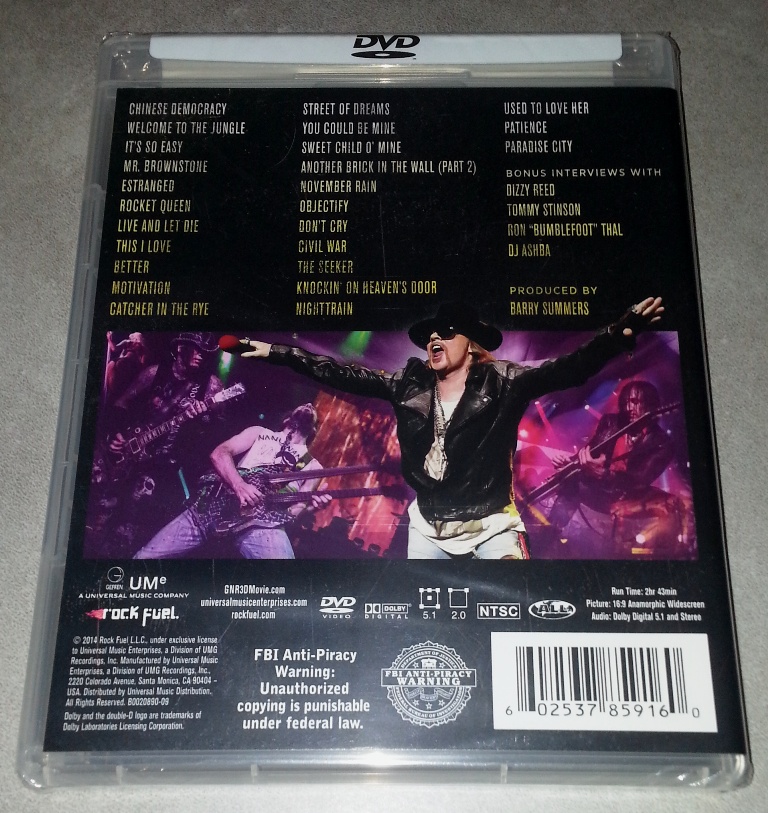 DVD
CHINESE DEMOCRACY
WELCOME TO THE JUNGLE
IT'S SO EASY
MR. BROWNSTONE
ESTRANGED
ROCKET QUEEN
LIVE AND LET DIE
THIS I LOVE
BETTER
MOTIVATION
CATCHER IN THE RYE
STREET OF DREAMS
YOU COULD BE MINE
SWEET CHILD O' MINE
ANOTHER BRICK IN THE WALL (PART 2)
NOVEMBER RAIN
OBJECTIFY
DON'T CRY
CIVIL WAR
THE SEEKER
KNOCKIN' ON HEAVEN'S DOOR
NIGHTTRAIN
USED TO LOVE HER
PATIENCE
PARADISE CITY
BONUS INTERVIEWS WITH
DIZZY REED
TOMMY STINSON
RON "BUMBLEFOOT" THAL
DJ ASHBA
PRODUCED BY
BARRY SUMMERS
GEFFEN
UMe
A UNIVERSAL MUSIC COMPANY
rock fuel.
GNR3DMovie.com
universalmusicenterprises.com
rockfuel.com
DVD
VIDEO
DOLBY
DIGITAL
5.1
2.0
NTSC
ALL
Run Time: 2hr 43min
Picture: 16:9 Anamorphic Widescreen
Audio: Dolby Digital 5.1 and Stereo
© 2014 Rock Fuel L.L.C., under exclusive license
to Universal Music Enterprises, a Division of UMG
Recordings, Inc. Manufactured by Universal Music
Enterprises, a Division of UMG Recordings, Inc.,
2220 Colorado Avenue, Santa Monica, CA 90404 –
USA. Distributed by Universal Music Distribution.
All Rights Reserved. B0020890-09
Dolby and the double-D logo are trademarks of
Dolby Laboratories Licensing Corporation.
FBI Anti-Piracy
Warning:
Unauthorized
copying is punishable
under federal law.
FBI ANTI-PIRACY
WARNING
6 02537 85916 0